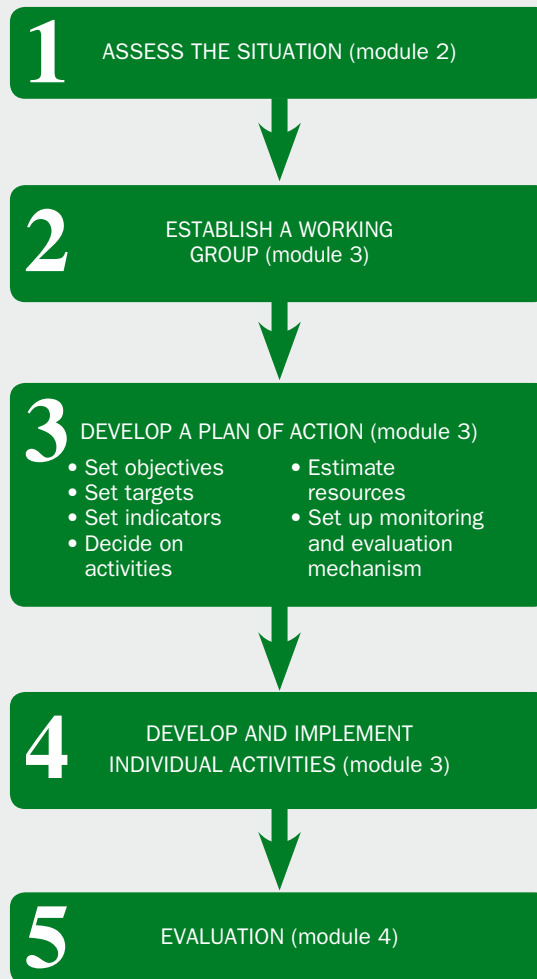 1
ASSESS THE SITUATION (module 2)
2
ESTABLISH A WORKING
GROUP (module 3)
3
DEVELOP A PLAN OF ACTION (module 3)
• Set objectives
• Set targets
• Set indicators
• Decide on
activities
• Estimate
resources
• Set up monitoring
and evaluation
mechanism
4
DEVELOP AND IMPLEMENT
INDIVIDUAL ACTIVITIES (module 3)
5
EVALUATION (module 4)